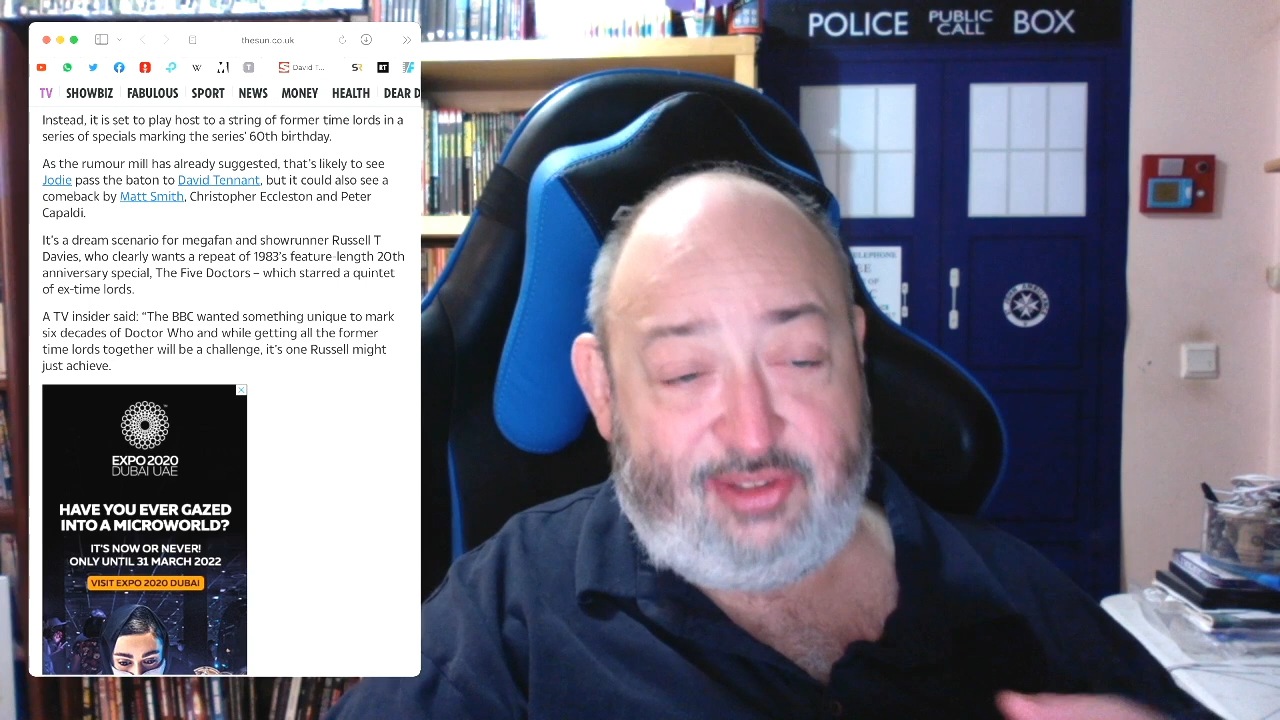 thesun.co.uk
David T...
TV SHOWBIZ FABULOUS SPORT NEWS MONEY HEALTH DEAR D
Instead, it is set to play host to a string of former time lords in a
series of specials marking the series' 60th birthday.
As the rumour mill has already suggested, that's likely to see
Jodie pass the baton to David Tennant, but it could also see a
comeback by Matt Smith, Christopher Eccleston and Peter
Capaldi.
It's a dream scenario for megafan and showrunner Russell T
Davies, who clearly wants a repeat of 1983's feature length 20th
anniversary special, The Five Doctors – which starred a quintet
of ex-time lords.
A TV insider said: “The BBC wanted something unique to mark
six decades of Doctor Who and while getting all the former
time lords together will be a challenge, it's one Russell might
just achieve.
EXPO 2020
DUBAI UAE
HAVE YOU EVER GAZED
INTO A MICROWORLD?
IT'S NOW OR NEVER!
ONLY UNTIL 31 MARCH 2022
VISIT EXPO 2020 DUBAI
POLICE PUBLIC CALL BOX